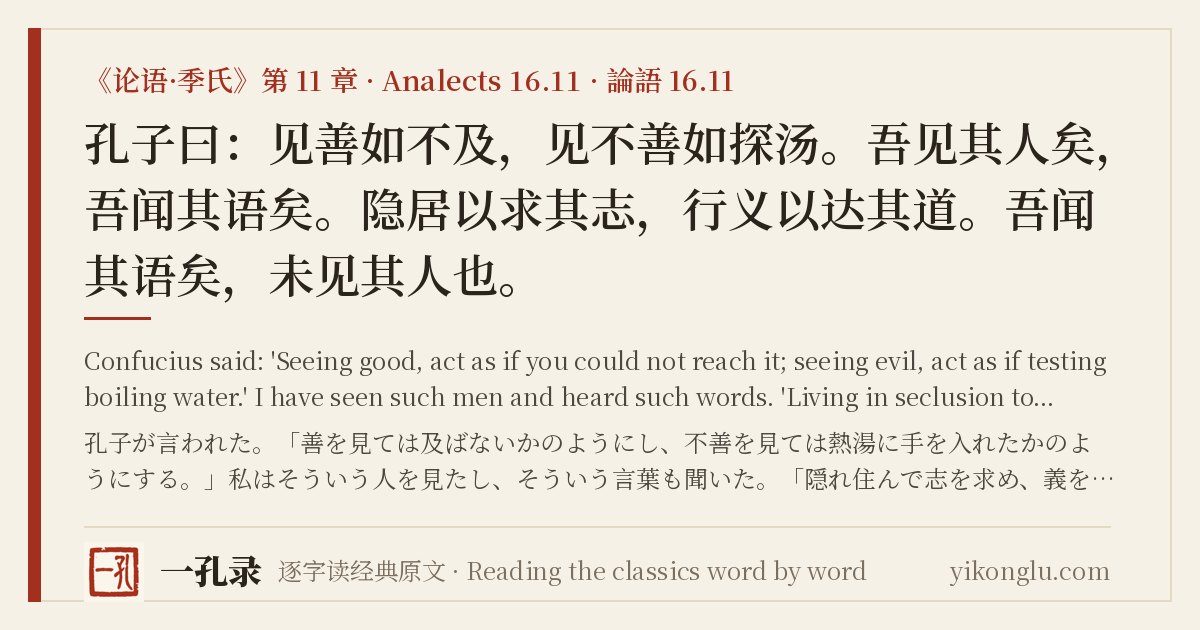 《论语·季氏》第 11 章 · Analects 16.11 · 論語 16.11
孔子曰：见善如不及，见不善如探汤。吾见其人矣，
吾闻其语矣。隐居以求其志，行义以达其道。吾闻
其语矣，未见其人也。
Confucius said: 'Seeing good, act as if you could not reach it; seeing evil, act as if testing
boiling water.' I have seen such men and heard such words. 'Living in seclusion to...
孔子が言われた。「善を見ては及ばないかのようにし、不善を見ては熱湯に手を入れたかのよ
うにする。」私はそういう人を見たし、そういう言葉も聞いた。「隠れ住んで志を求め、義を…
一孔
一孔录 逐字读经典原文 · Reading the classics word by word yikonglu.com